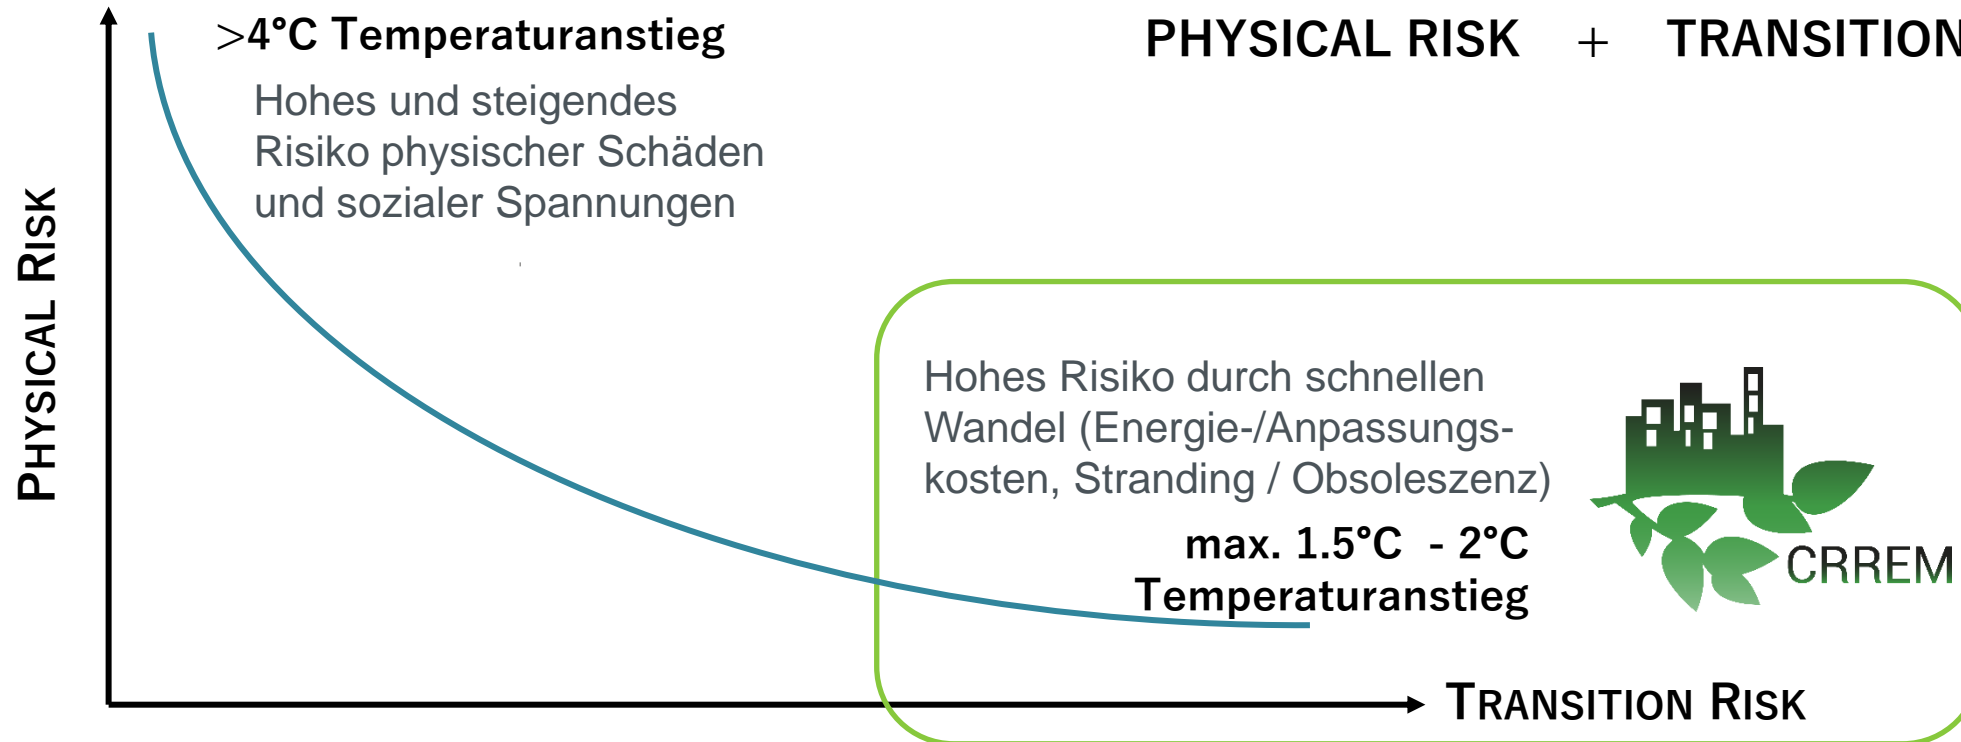 >4°C Temperaturanstieg
Hohes und steigendes
Risiko physischer Schäden
und sozialer Spannungen
PHYSICAL RISK + TRANSITION
PHYSICAL RISK
Hohes Risiko durch schnellen
Wandel (Energie-/Anpassungs-
kosten, Stranding / Obsoleszenz)
max. 1.5°C - 2°C
Temperaturanstieg
CRREM
TRANSITION RISK